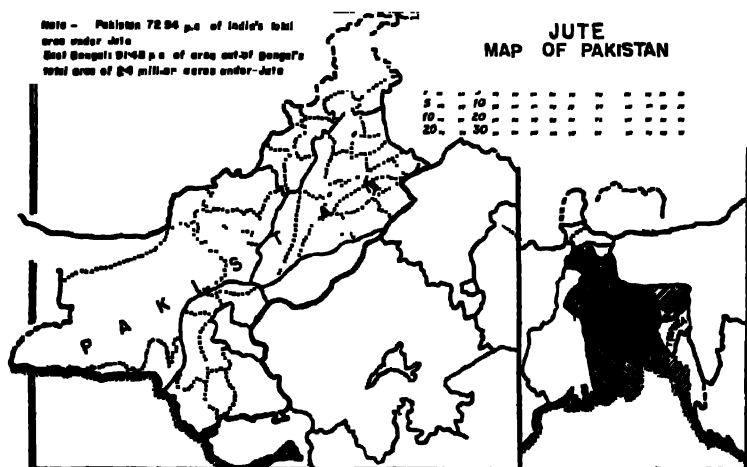 Note - Pakistan 72.94 p.c of India's total
area under Jute
East Bengal: 91.48 p c of area out-of Bengal's
total area of 2.4 million acres under-Jute
JUTE
MAP OF PAKISTAN
5 " 10 " " " " " " " "
10 " 20 " " " " " " " "
20 " 30 " " " " " " " "
P A K I S T A N